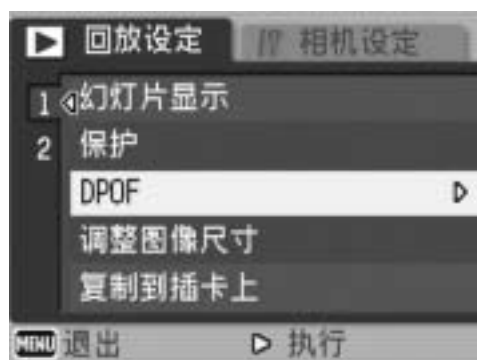 回放设定 相机设定
1 幻灯片显示
2 保护
DPOF
调整图像尺寸
复制到插卡上
MENU 退出 执行